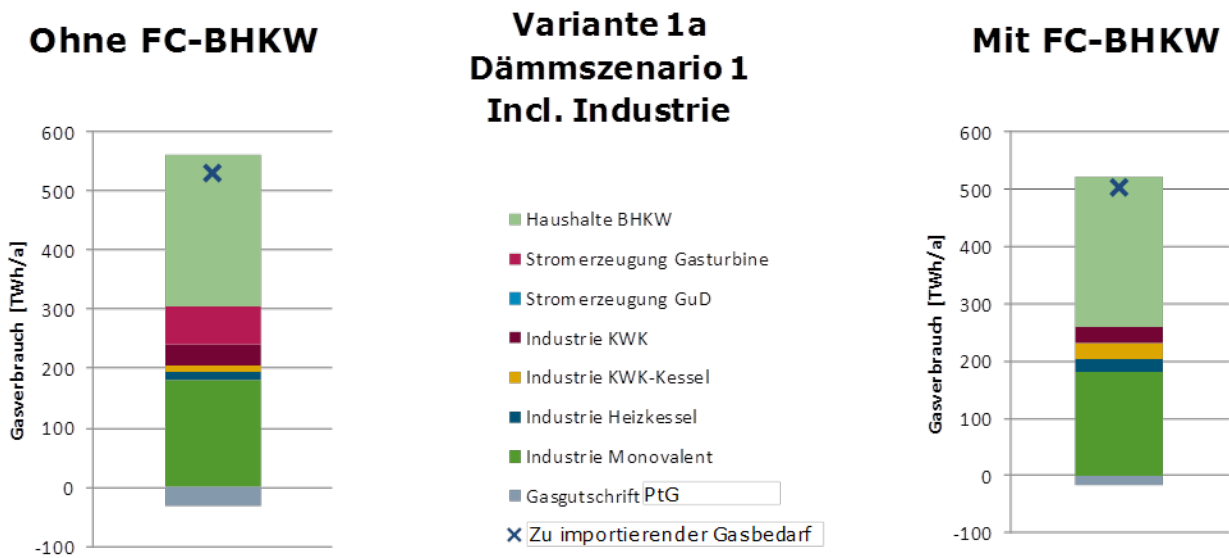 Ohne FC-BHKW
Variante 1a
Dämmszenario 1
Incl. Industrie
Mit FC-BHKW
Gasverbrauch [TWh/a]
600
500
400
300
200
100
0
-100
Haushalte BHKW
Stromerzeugung Gasturbine
Stromerzeugung GuD
Industrie KWK
Industrie KWK-Kessel
Industrie Heizkessel
Industrie Monovalent
Gasgutschrift PtG
Zu importierender Gasbedarf
Gasverbrauch [TWh/a]
600
500
400
300
200
100
0
-100